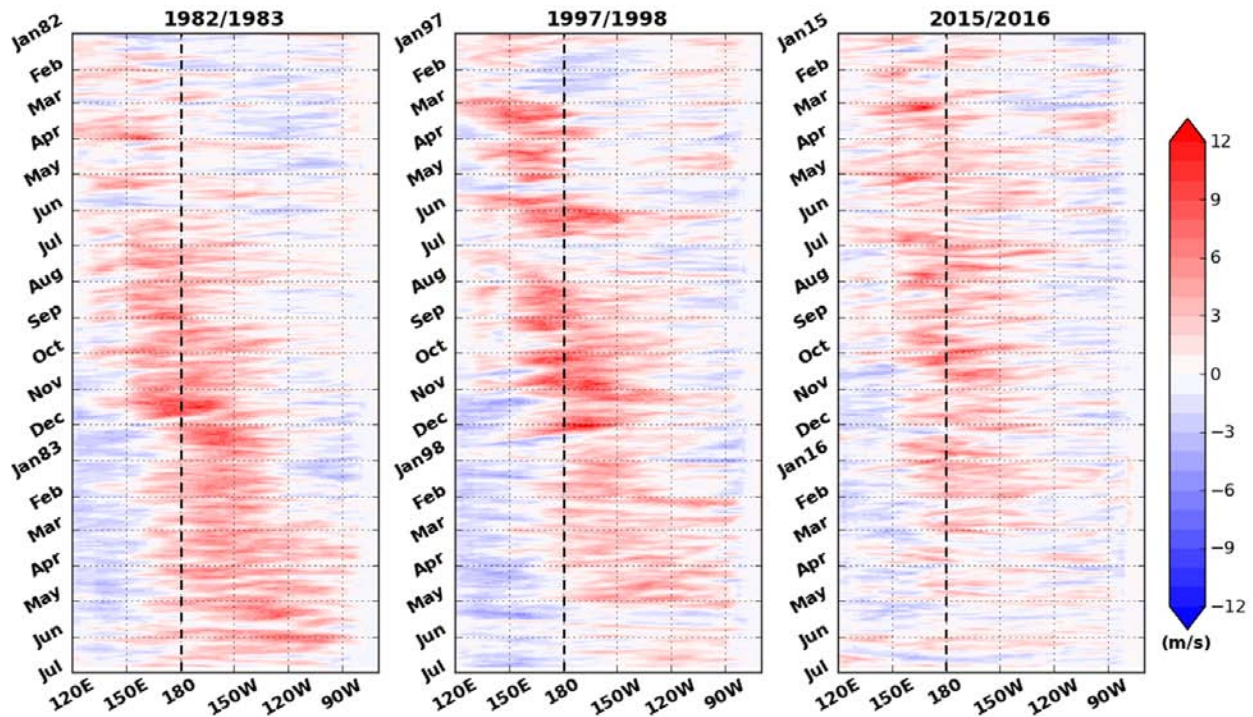 1982/1983
Jan82
Feb
Mar
Apr
May
Jun
Jul
Aug
Sep
Oct
Nov
Dec
Jan83
Feb
Mar
Apr
May
Jun
Jul
120E 150E 180 150W 120W 90W
1997/1998
Jan97
Feb
Mar
Apr
May
Jun
Jul
Aug
Sep
Oct
Nov
Dec
Jan98
Feb
Mar
Apr
May
Jun
Jul
120E 150E 180 150W 120W 90W
2015/2016
Jan15
Feb
Mar
Apr
May
Jun
Jul
Aug
Sep
Oct
Nov
Dec
Jan16
Feb
Mar
Apr
May
Jun
Jul
120E 150E 180 150W 120W 90W
12
9
6
3
0
−3
−6
−9
−12
(m/s)